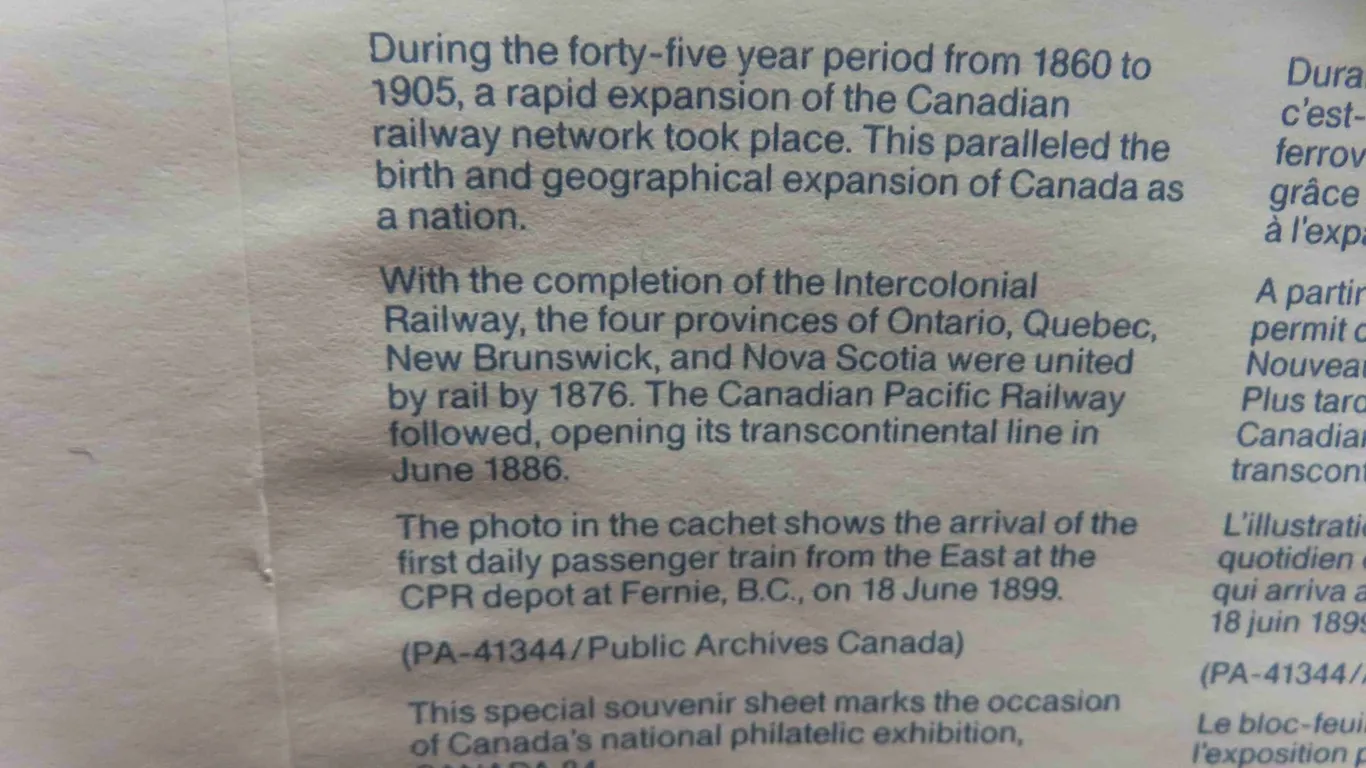 During the forty-five year period from 1860 to
1905, a rapid expansion of the Canadian
railway network took place. This paralleled the
birth and geographical expansion of Canada as
a nation.
With the completion of the Intercolonial
Railway, the four provinces of Ontario, Quebec,
New Brunswick, and Nova Scotia were united
by rail by 1876. The Canadian Pacific Railway
followed, opening its transcontinental line in
June 1886.
The photo in the cachet shows the arrival of the
first daily passenger train from the East at the
CPR depot at Fernie, B.C., on 18 June 1899.
(PA-41344/Public Archives Canada)
This special souvenir sheet marks the occasion
of Canada's national philatelic exhibition,
Dura
c'est-
ferrov
grâce
à l'exp
A partir
permit
Nouveau
Plus tard
Canadian
transcont
L'illustrati
quotidien
qui arriva
18 juin 1899
(PA-41344/
Le bloc-feui
l'exposition